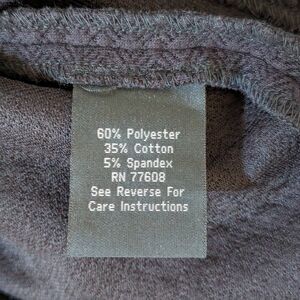 60% Polyester
35% Cotton
5% Spandex
RN 77608
See Reverse For
Care Instructions